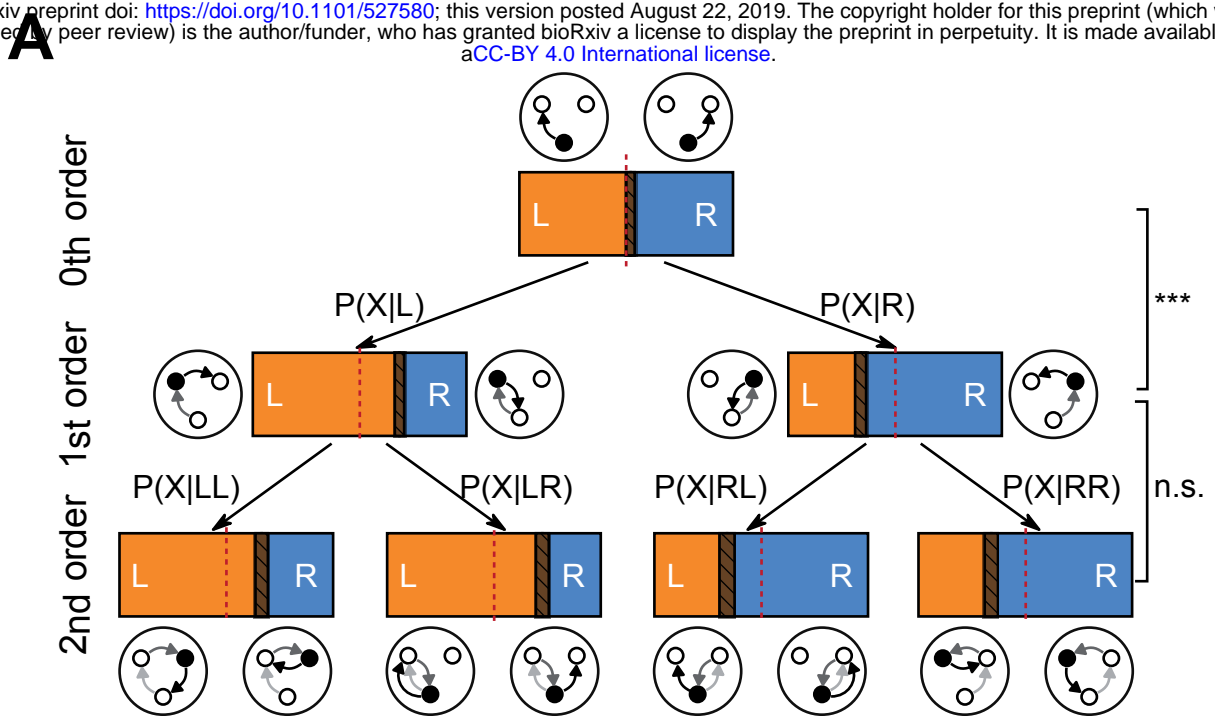 xiv preprint doi: https://doi.org/10.1101/527580; this version posted August 22, 2019. The copyright holder for this preprint (which
by peer review) is the author/funder, who has granted bioRxiv a license to display the preprint in perpetuity. It is made availabl
aCC-BY 4.0 International license.
A
0th order
L R
***
P(X|L) P(X|R)
1st order
L R L R
P(X|LL) P(X|LR) P(X|RL) P(X|RR) n.s.
2nd order
L R L R L R R